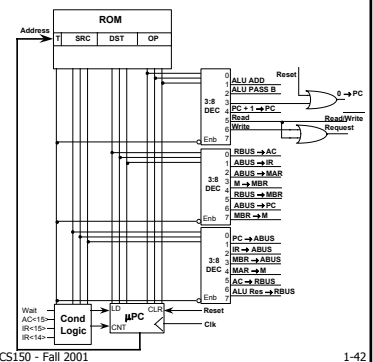 ROM
Address
T SRC DST OP
Reset
0 → PC
3:8 DEC
0 ALU ADD
1 ALU PASS B
2
3
4 PC + 1 → PC
5 Read
6 Write
7
Enb
Read/Write
Request
3:8 DEC
0 RBUS → AC
1 ABUS → IR
2 ABUS → MAR
3 M → MBR
4 RBUS → MBR
5 ABUS → PC
6 MBR → M
7
Enb
3:8 DEC
0 PC → ABUS
1 IR → ABUS
2 MBR → ABUS
3 MAR → M
4 AC → RBUS
5 ALU Res → RBUS
6
7
Enb
Wait
AC<15>
IR<15>
IR<14>
Cond Logic
LD CLR
µPC
CNT
Reset
Clk
CS150 - Fall 2001
1-42